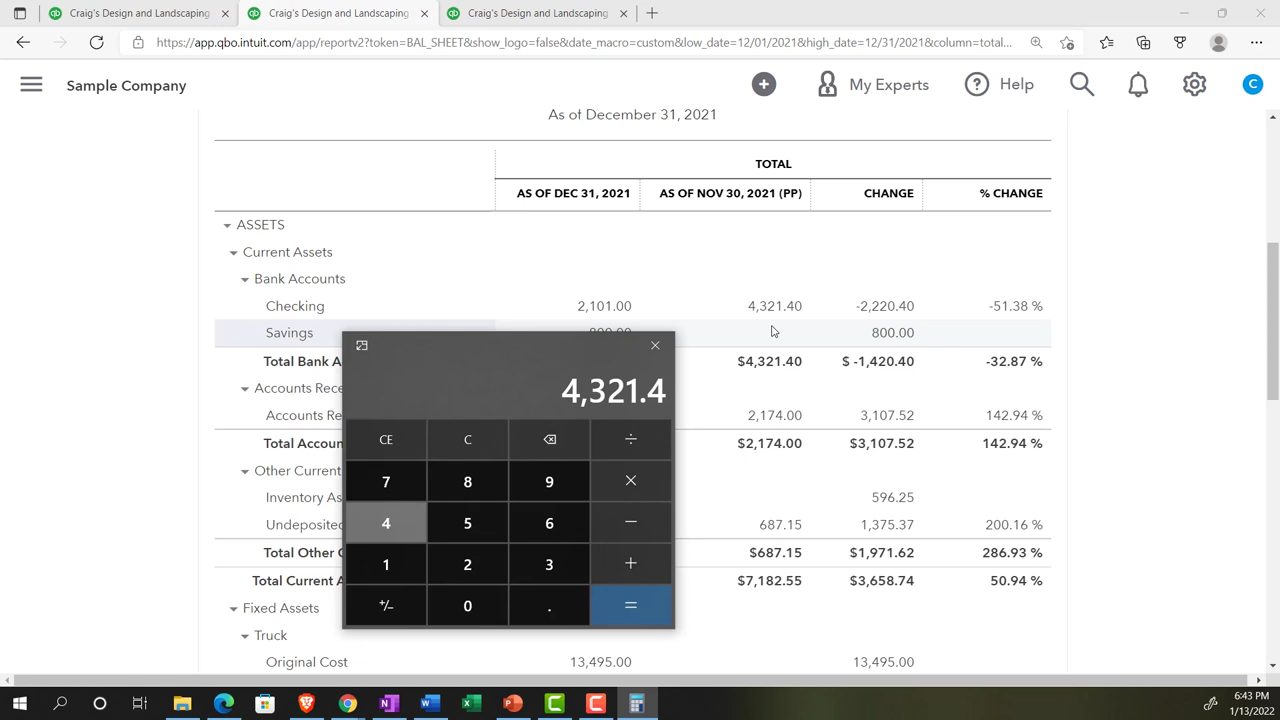 Craig's Design and Landscaping
Craig's Design and Landscaping
Craig's Design and Landscaping
https://app.qbo.intuit.com/app/reportv2?token=BAL_SHEET&show_logo=false&date_macro=custom&low_date=12/01/2021&high_date=12/31/2021&column=total...
Sample Company
My Experts
Help
C
As of December 31, 2021
TOTAL
AS OF DEC 31, 2021 AS OF NOV 30, 2021 (PP) CHANGE % CHANGE
ASSETS
Current Assets
Bank Accounts
Checking 2,101.00 4,321.40 -2,220.40 -51.38 %
Savings 800.00 800.00
Total Bank A $4,321.40 $ -1,420.40 -32.87 %
Accounts Rece
Accounts Re 2,174.00 3,107.52 142.94 %
Total Accoun $2,174.00 $3,107.52 142.94 %
Other Current
Inventory As 596.25
Undeposited 687.15 1,375.37 200.16 %
Total Other C $687.15 $1,971.62 286.93 %
Total Current A $7,182.55 $3,658.74 50.94 %
Fixed Assets
Truck
Original Cost 13,495.00 13,495.00
4,321.4
CE C ÷
7 8 9 ×
4 5 6 −
1 2 3 +
+/− 0 . =
6:43 PM
1/13/2022